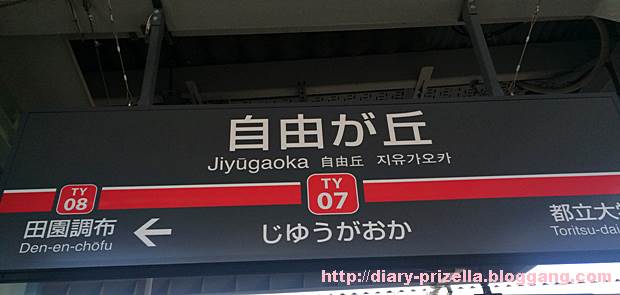 自由が丘
Jiyūgaoka 自由丘 지유가오카
TY
08
TY
07
田園調布
Den-en-chōfu
←
じゆうがおか
都立大学
Toritsu-dai
http://diary-prizella.bloggang.com